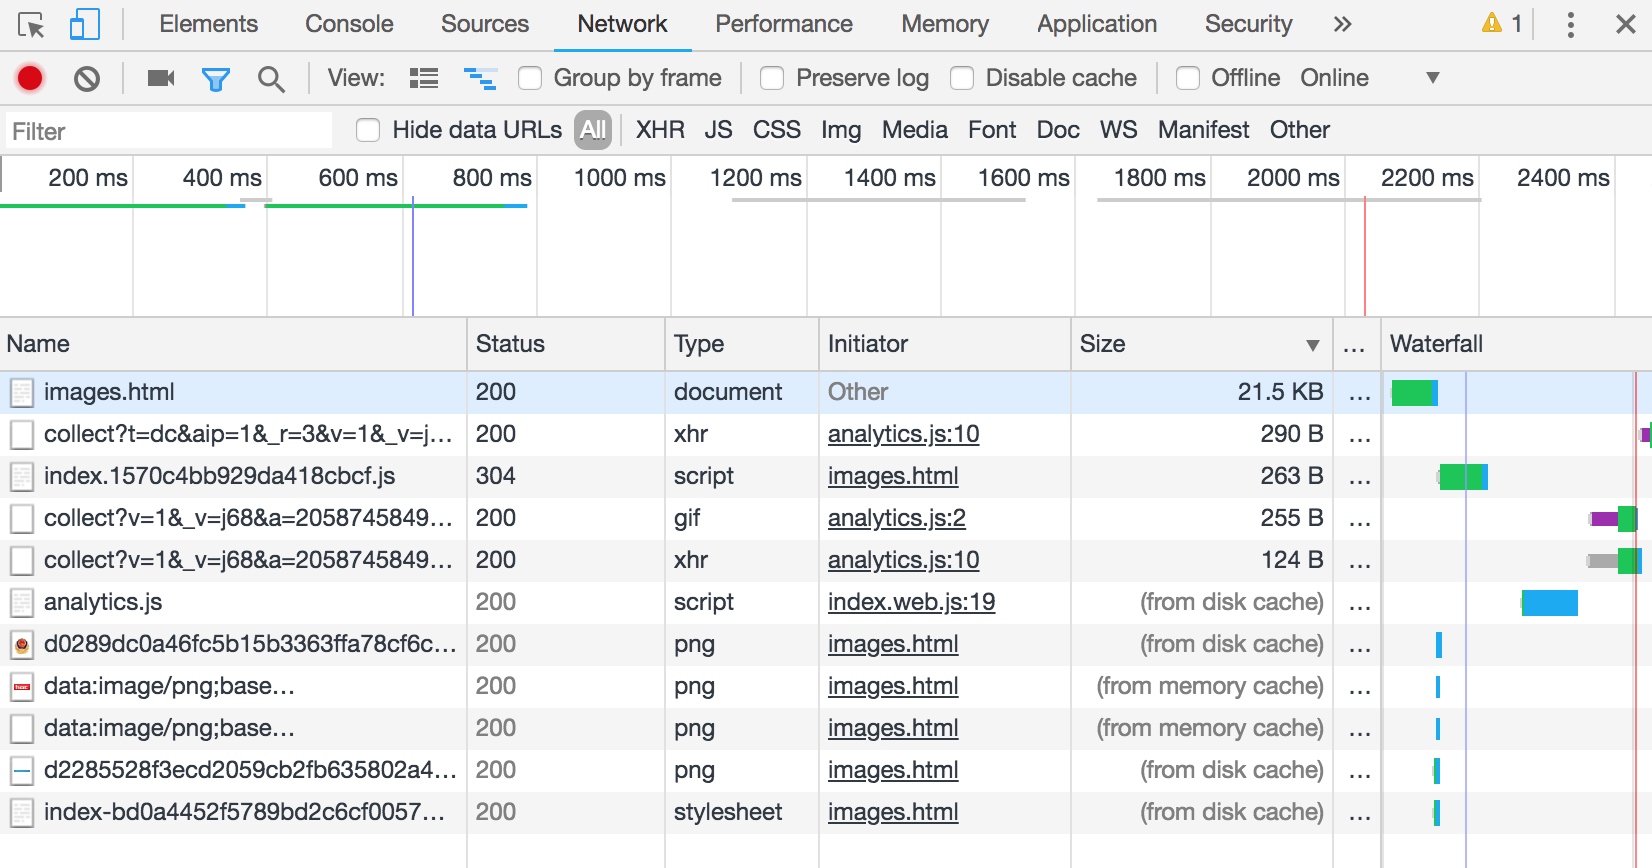 Elements Console Sources Network Performance Memory Application Security » 1
View: Group by frame Preserve log Disable cache Offline Online ▼
Filter Hide data URLs All XHR JS CSS Img Media Font Doc WS Manifest Other
200 ms 400 ms 600 ms 800 ms 1000 ms 1200 ms 1400 ms 1600 ms 1800 ms 2000 ms 2200 ms 2400 ms
Name Status Type Initiator Size ▼ … Waterfall
images.html 200 document Other 21.5 KB …
collect?t=dc&aip=1&_r=3&v=1&_v=j… 200 xhr analytics.js:10 290 B …
index.1570c4bb929da418cbcf.js 304 script images.html 263 B …
collect?v=1&_v=j68&a=2058745849… 200 gif analytics.js:2 255 B …
collect?v=1&_v=j68&a=2058745849… 200 xhr analytics.js:10 124 B …
analytics.js 200 script index.web.js:19 (from disk cache) …
d0289dc0a46fc5b15b3363ffa78cf6c… 200 png images.html (from disk cache) …
data:image/png;base… 200 png images.html (from memory cache) …
data:image/png;base… 200 png images.html (from memory cache) …
d2285528f3ecd2059cb2fb635802a4… 200 png images.html (from disk cache) …
index-bd0a4452f5789bd2c6cf0057… 200 stylesheet images.html (from disk cache) …